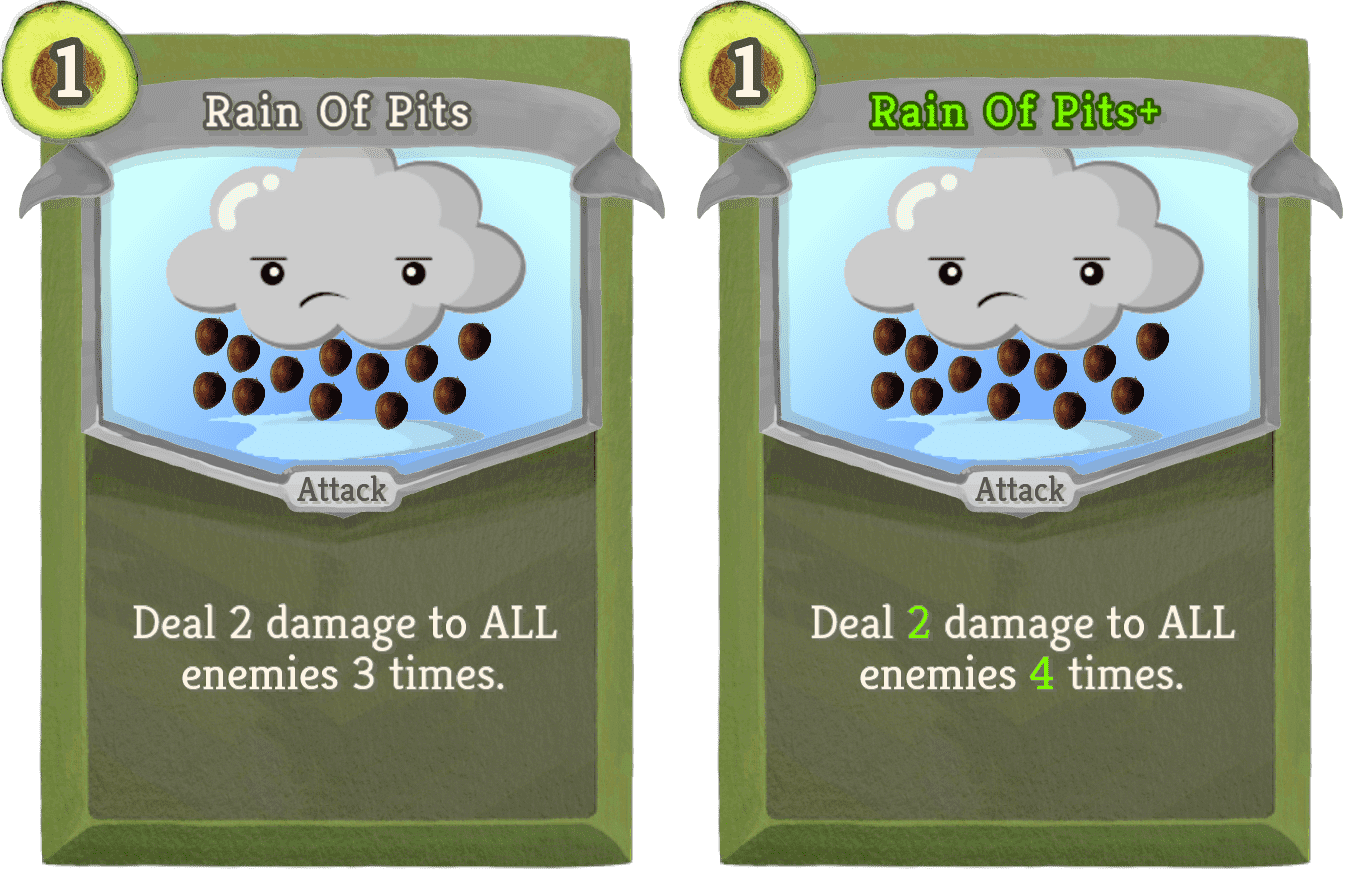 1
Rain Of Pits
Attack
Deal 2 damage to ALL
enemies 3 times.
1
Rain Of Pits+
Attack
Deal 2 damage to ALL
enemies 4 times.